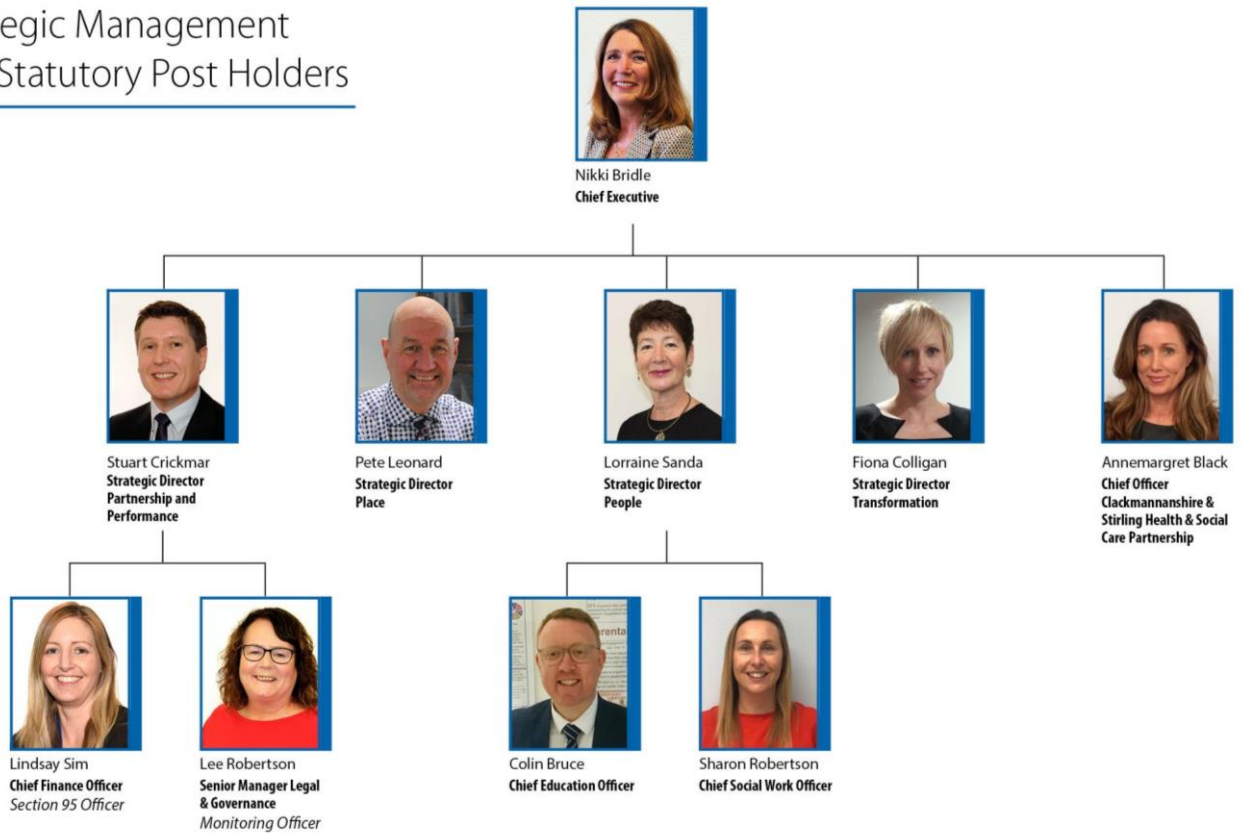 egic Management
Statutory Post Holders
Nikki Bridle
Chief Executive
Stuart Crickmar
Strategic Director
Partnership and
Performance
Pete Leonard
Strategic Director
Place
Lorraine Sanda
Strategic Director
People
Fiona Colligan
Strategic Director
Transformation
Annemargret Black
Chief Officer
Clackmannanshire &
Stirling Health & Social
Care Partnership
Lindsay Sim
Chief Finance Officer
Section 95 Officer
Lee Robertson
Senior Manager Legal
& Governance
Monitoring Officer
renta
Colin Bruce
Chief Education Officer
Sharon Robertson
Chief Social Work Officer